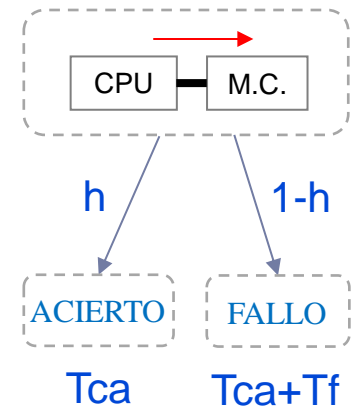 CPU M.C.
h 1-h
ACIERTO FALLO
Tca Tca+Tf